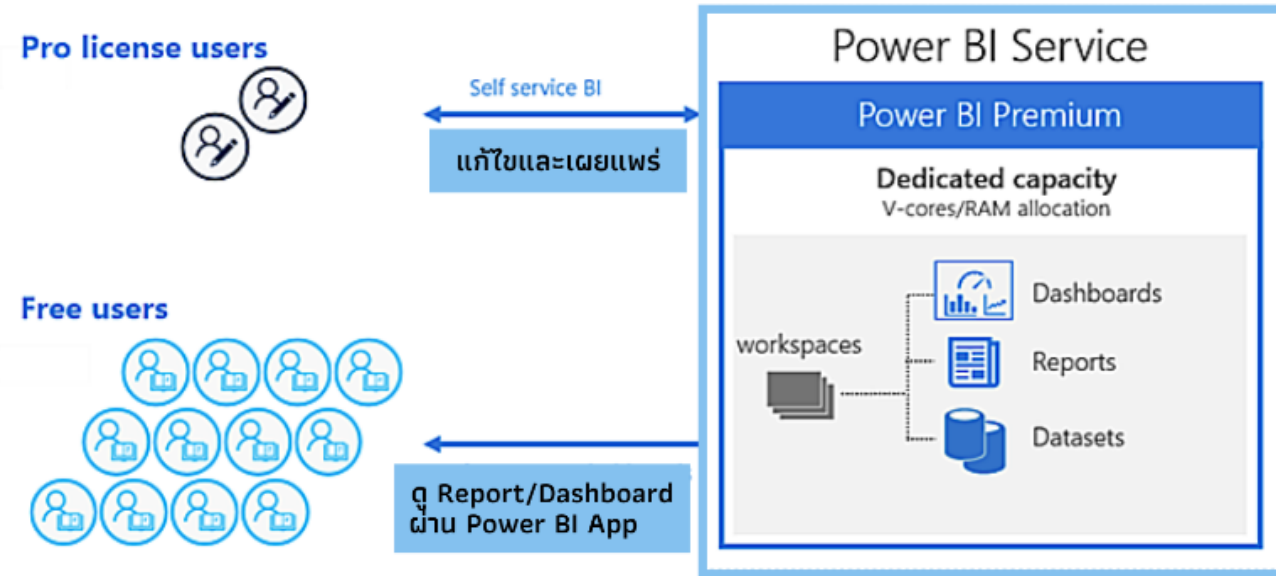 Pro license users
Self service BI
แก้ไขและเผยแพร่
Free users
ดู Report/Dashboard
ผ่าน Power BI App
Power BI Service
Power BI Premium
Dedicated capacity
V-cores/RAM allocation
workspaces
Dashboards
Reports
Datasets